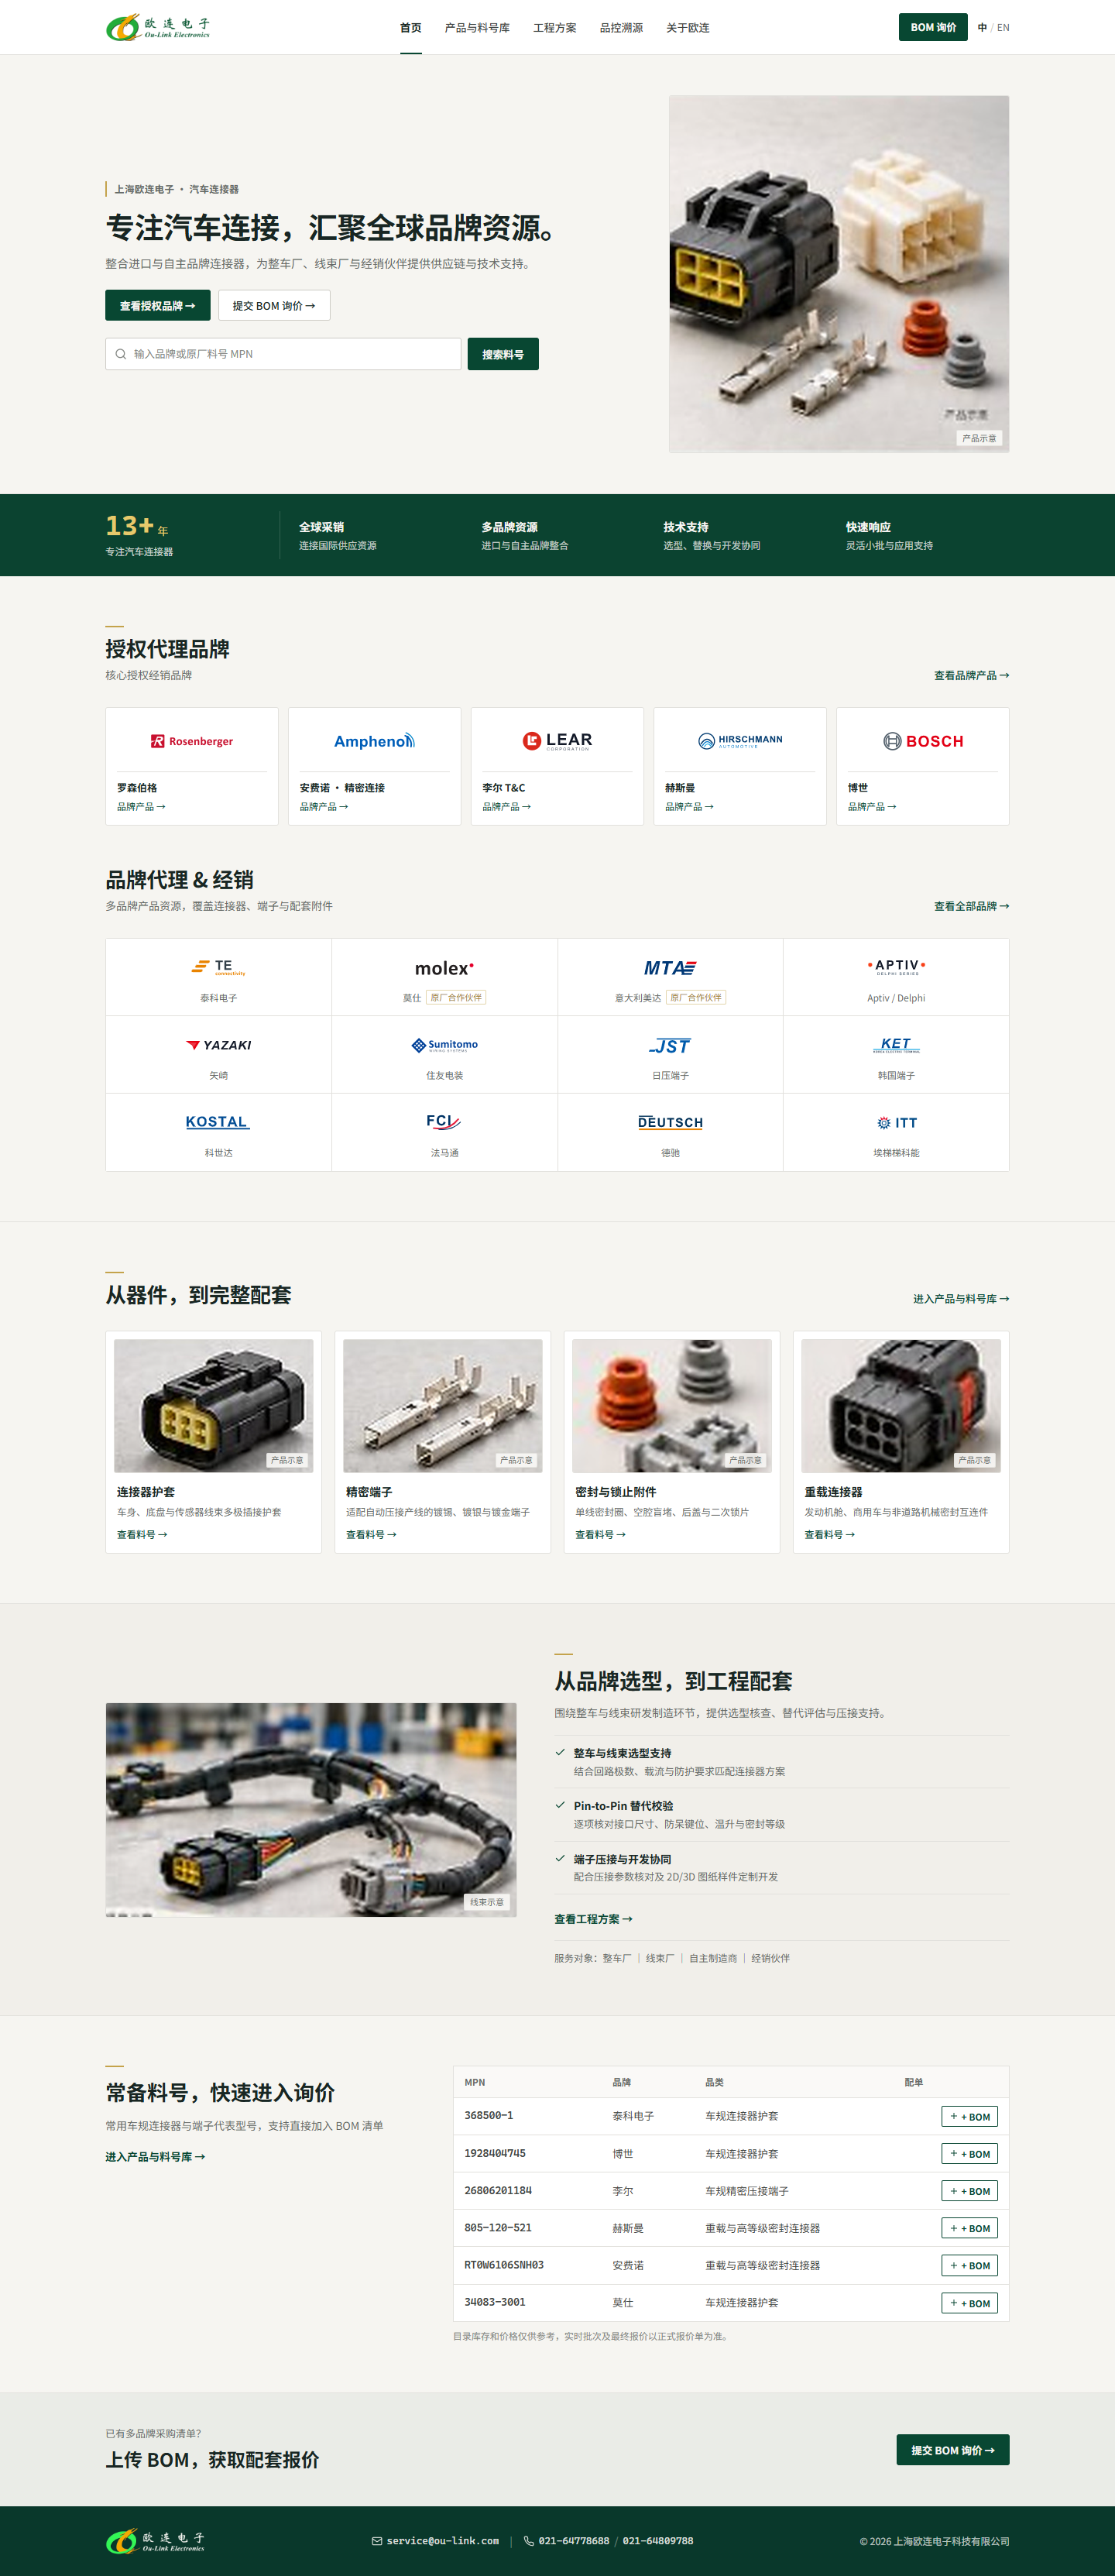 欧连电子
Ou-Link Electronics
首页
产品与料号库
工程方案
品控溯源
关于欧连
BOM 询价
中 / EN
上海欧连电子 · 汽车连接器
专注汽车连接，汇聚全球品牌资源。
整合进口与自主品牌连接器，为整车厂、线束厂与经销伙伴提供供应链与技术支持。
查看授权品牌 →
提交 BOM 询价 →
输入品牌或原厂料号 MPN
搜索料号
产品示意
产品示意
13+ 年
专注汽车连接器
全球采销
连接国际供应资源
多品牌资源
进口与自主品牌整合
技术支持
选型、替换与开发协同
快速响应
灵活小批与应用支持
授权代理品牌
核心授权经销品牌
查看品牌产品 →
Rosenberger
罗森伯格
品牌产品 →
Amphenol
安费诺 · 精密连接
品牌产品 →
LEAR
CORPORATION
李尔 T&C
品牌产品 →
HIRSCHMANN
AUTOMOTIVE
赫斯曼
品牌产品 →
BOSCH
博世
品牌产品 →
品牌代理 & 经销
多品牌产品资源，覆盖连接器、端子与配套附件
查看全部品牌 →
TE
connectivity
泰科电子
molex
莫仕 原厂合作伙伴
MTA
意大利美达 原厂合作伙伴
APTIV
DELPHI SERIES
Aptiv / Delphi
YAZAKI
矢崎
Sumitomo
WIRING SYSTEMS
住友电装
JST
日压端子
KET
KOREA ELECTRIC TERMINAL
韩国端子
KOSTAL
科世达
FCI
法马通
DEUTSCH
德驰
ITT
埃梯梯科能
从器件，到完整配套
进入产品与料号库 →
产品示意
连接器护套
车身、底盘与传感器线束多极插接护套
查看料号 →
产品示意
精密端子
适配自动压接产线的镀锡、镀银与镀金端子
查看料号 →
产品示意
密封与锁止附件
单线密封圈、空腔盲堵、后盖与二次锁片
查看料号 →
产品示意
重载连接器
发动机舱、商用车与非道路机械密封互连件
查看料号 →
线束示意
从品牌选型，到工程配套
围绕整车与线束研发制造环节，提供选型核查、替代评估与压接支持。
整车与线束选型支持
结合回路极数、载流与防护要求匹配连接器方案
Pin-to-Pin 替代校验
逐项核对接口尺寸、防呆键位、温升与密封等级
端子压接与开发协同
配合压接参数核对及 2D/3D 图纸样件定制开发
查看工程方案 →
服务对象：整车厂 | 线束厂 | 自主制造商 | 经销伙伴
常备料号，快速进入询价
常用车规连接器与端子代表型号，支持直接加入 BOM 清单
进入产品与料号库 →
MPN 品牌 品类 配单
368500-1 泰科电子 车规连接器护套 + + BOM
1928404745 博世 车规连接器护套 + + BOM
26806201184 李尔 车规精密压接端子 + + BOM
805-120-521 赫斯曼 重载与高等级密封连接器 + + BOM
RT0W6106SNH03 安费诺 重载与高等级密封连接器 + + BOM
34083-3001 莫仕 车规连接器护套 + + BOM
目录库存和价格仅供参考，实时批次及最终报价以正式报价单为准。
已有多品牌采购清单？
上传 BOM，获取配套报价
提交 BOM 询价 →
欧连电子
Ou-Link Electronics
service@ou-link.com | 021-64778688 / 021-64809788
© 2026 上海欧连电子科技有限公司